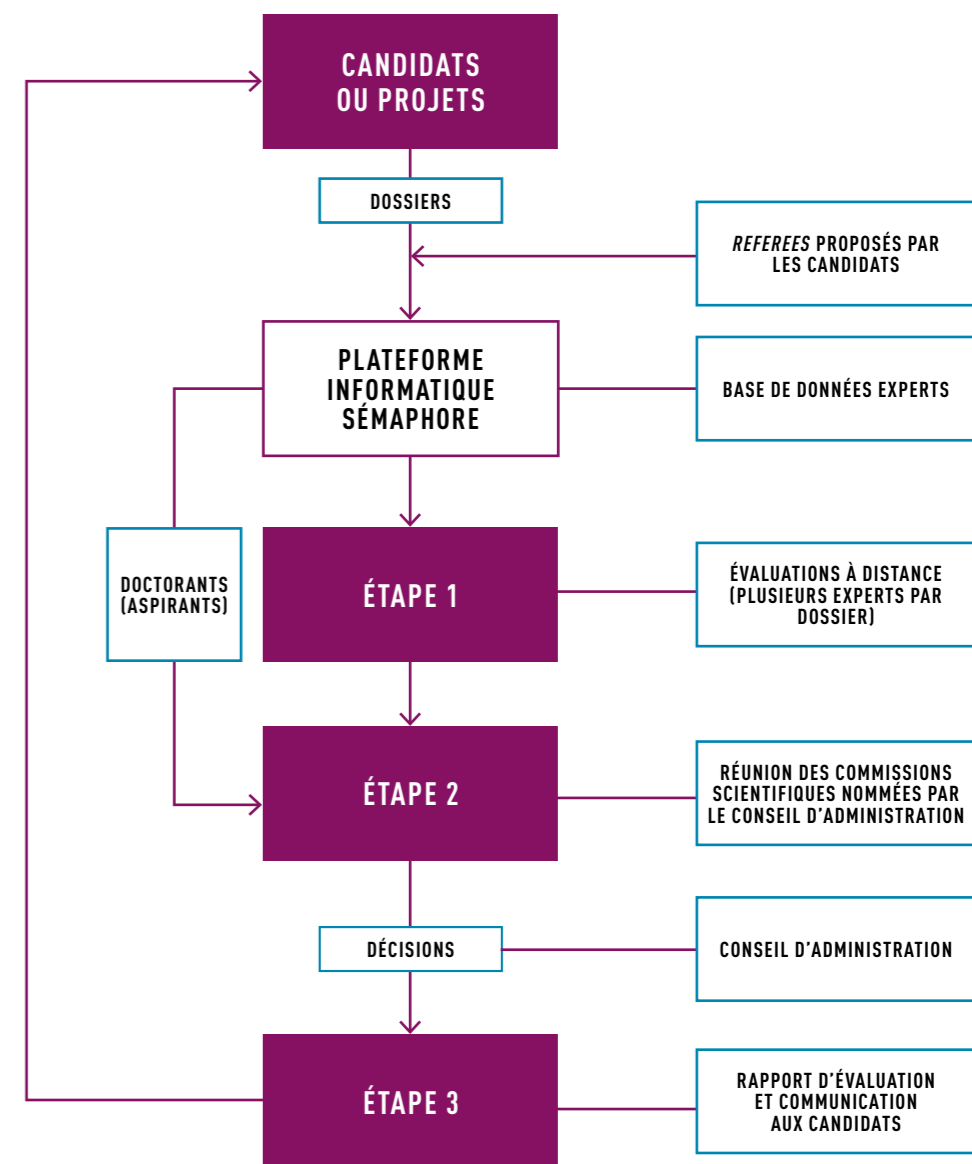 CANDIDATS
OU PROJETS
DOSSIERS
REFEREES PROPOSÉS PAR
LES CANDIDATS
PLATEFORME
INFORMATIQUE
SÉMAPHORE
BASE DE DONNÉES EXPERTS
DOCTORANTS
(ASPIRANTS)
ÉTAPE 1
ÉVALUATIONS À DISTANCE
(PLUSIEURS EXPERTS PAR
DOSSIER)
ÉTAPE 2
RÉUNION DES COMMISSIONS
SCIENTIFIQUES NOMMÉES PAR
LE CONSEIL D'ADMINISTRATION
DÉCISIONS
CONSEIL D'ADMINISTRATION
ÉTAPE 3
RAPPORT D'ÉVALUATION
ET COMMUNICATION
AUX CANDIDATS